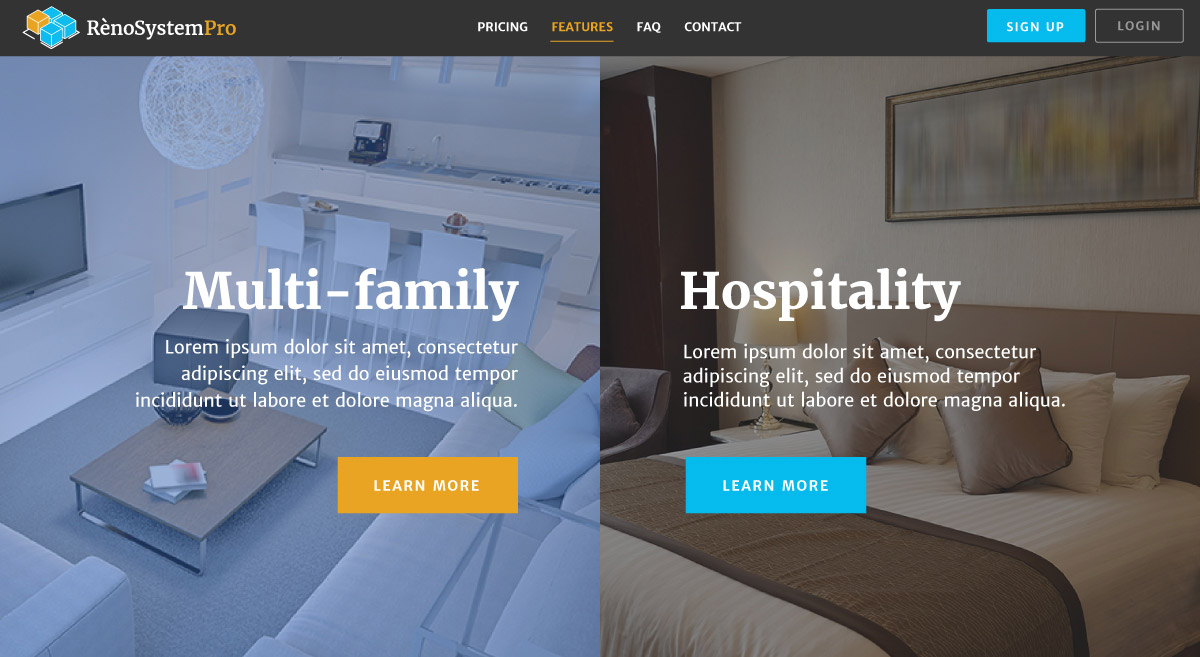 RènoSystemPro
PRICING
FEATURES
FAQ
CONTACT
SIGN UP
LOGIN
Multi-family
Lorem ipsum dolor sit amet, consectetur
adipiscing elit, sed do eiusmod tempor
incididunt ut labore et dolore magna aliqua.
LEARN MORE
Hospitality
Lorem ipsum dolor sit amet, consectetur
adipiscing elit, sed do eiusmod tempor
incididunt ut labore et dolore magna aliqua.
LEARN MORE